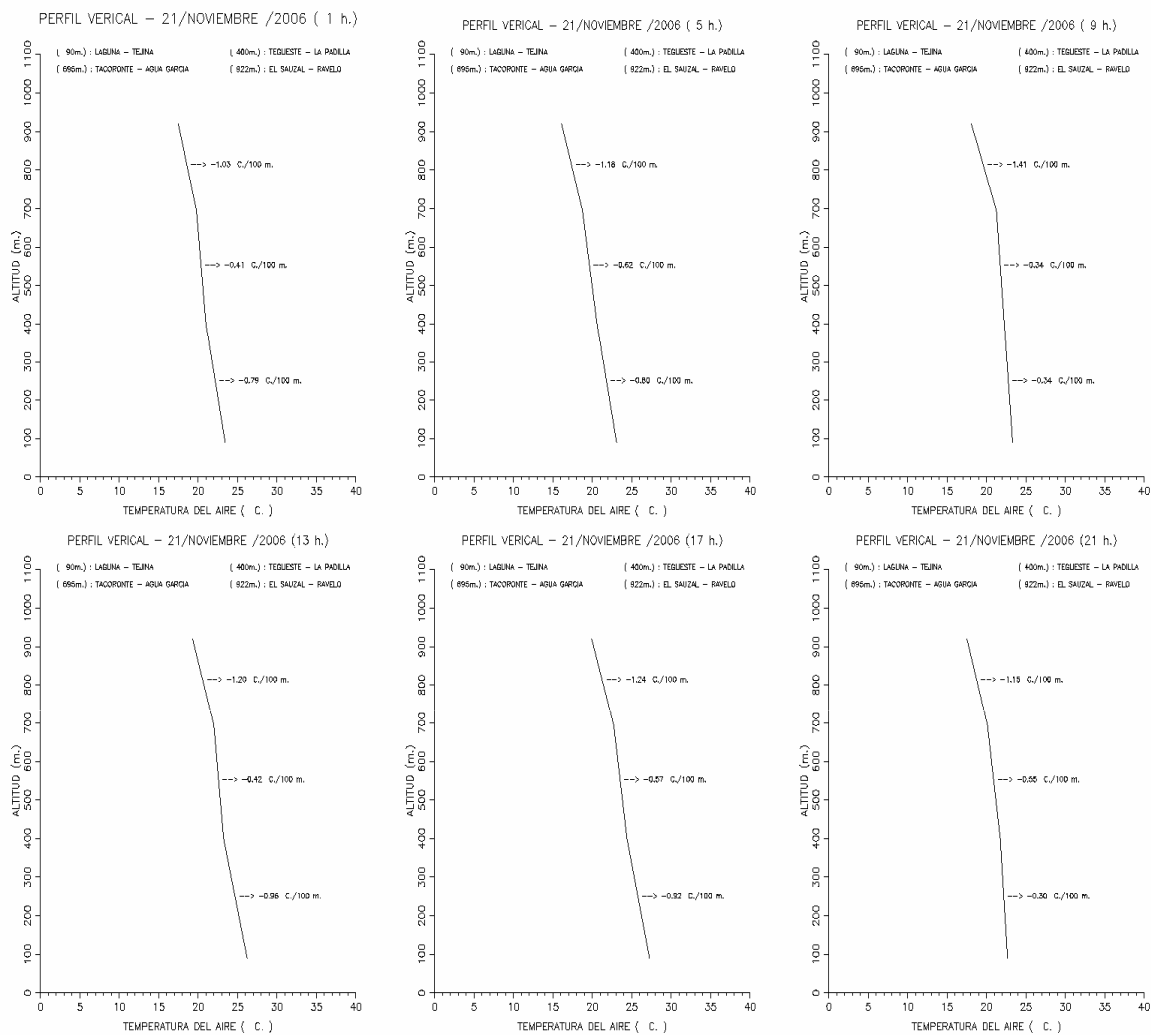 PERFIL VERICAL – 21/NOVIEMBRE /2006 ( 1 h.)
( 90m.) : LAGUNA – TEJINA ( 400m.) : TEGUESTE – LA PADILLA
( 695m.) : TACORONTE – AGUA GARCIA ( 922m.) : EL SAUZAL – RAVELO
ALTITUD (m.)
0 100 200 300 400 500 600 700 800 900 1000 1100
--> -1.03 C./100 m.
--> -0.41 C./100 m.
--> -0.79 C./100 m.
0 5 10 15 20 25 30 35 40
TEMPERATURA DEL AIRE ( C. )
PERFIL VERICAL – 21/NOVIEMBRE /2006 ( 5 h.)
( 90m.) : LAGUNA – TEJINA ( 400m.) : TEGUESTE – LA PADILLA
( 695m.) : TACORONTE – AGUA GARCIA ( 922m.) : EL SAUZAL – RAVELO
ALTITUD (m.)
0 100 200 300 400 500 600 700 800 900 1000 1100
--> -1.18 C./100 m.
--> -0.62 C./100 m.
--> -0.80 C./100 m.
0 5 10 15 20 25 30 35 40
TEMPERATURA DEL AIRE ( C. )
PERFIL VERICAL – 21/NOVIEMBRE /2006 ( 9 h.)
( 90m.) : LAGUNA – TEJINA ( 400m.) : TEGUESTE – LA PADILLA
( 695m.) : TACORONTE – AGUA GARCIA ( 922m.) : EL SAUZAL – RAVELO
ALTITUD (m.)
0 100 200 300 400 500 600 700 800 900 1000 1100
--> -1.41 C./100 m.
--> -0.34 C./100 m.
--> -0.34 C./100 m.
0 5 10 15 20 25 30 35 40
TEMPERATURA DEL AIRE ( C. )
PERFIL VERICAL – 21/NOVIEMBRE /2006 (13 h.)
( 90m.) : LAGUNA – TEJINA ( 400m.) : TEGUESTE – LA PADILLA
( 695m.) : TACORONTE – AGUA GARCIA ( 922m.) : EL SAUZAL – RAVELO
ALTITUD (m.)
0 100 200 300 400 500 600 700 800 900 1000 1100
--> -1.20 C./100 m.
--> -0.42 C./100 m.
--> -0.96 C./100 m.
0 5 10 15 20 25 30 35 40
TEMPERATURA DEL AIRE ( C. )
PERFIL VERICAL – 21/NOVIEMBRE /2006 (17 h.)
( 90m.) : LAGUNA – TEJINA ( 400m.) : TEGUESTE – LA PADILLA
( 695m.) : TACORONTE – AGUA GARCIA ( 922m.) : EL SAUZAL – RAVELO
ALTITUD (m.)
0 100 200 300 400 500 600 700 800 900 1000 1100
--> -1.24 C./100 m.
--> -0.57 C./100 m.
--> -0.92 C./100 m.
0 5 10 15 20 25 30 35 40
TEMPERATURA DEL AIRE ( C. )
PERFIL VERICAL – 21/NOVIEMBRE /2006 (21 h.)
( 90m.) : LAGUNA – TEJINA ( 400m.) : TEGUESTE – LA PADILLA
( 695m.) : TACORONTE – AGUA GARCIA ( 922m.) : EL SAUZAL – RAVELO
ALTITUD (m.)
0 100 200 300 400 500 600 700 800 900 1000 1100
--> -1.15 C./100 m.
--> -0.55 C./100 m.
--> -0.30 C./100 m.
0 5 10 15 20 25 30 35 40
TEMPERATURA DEL AIRE ( C. )